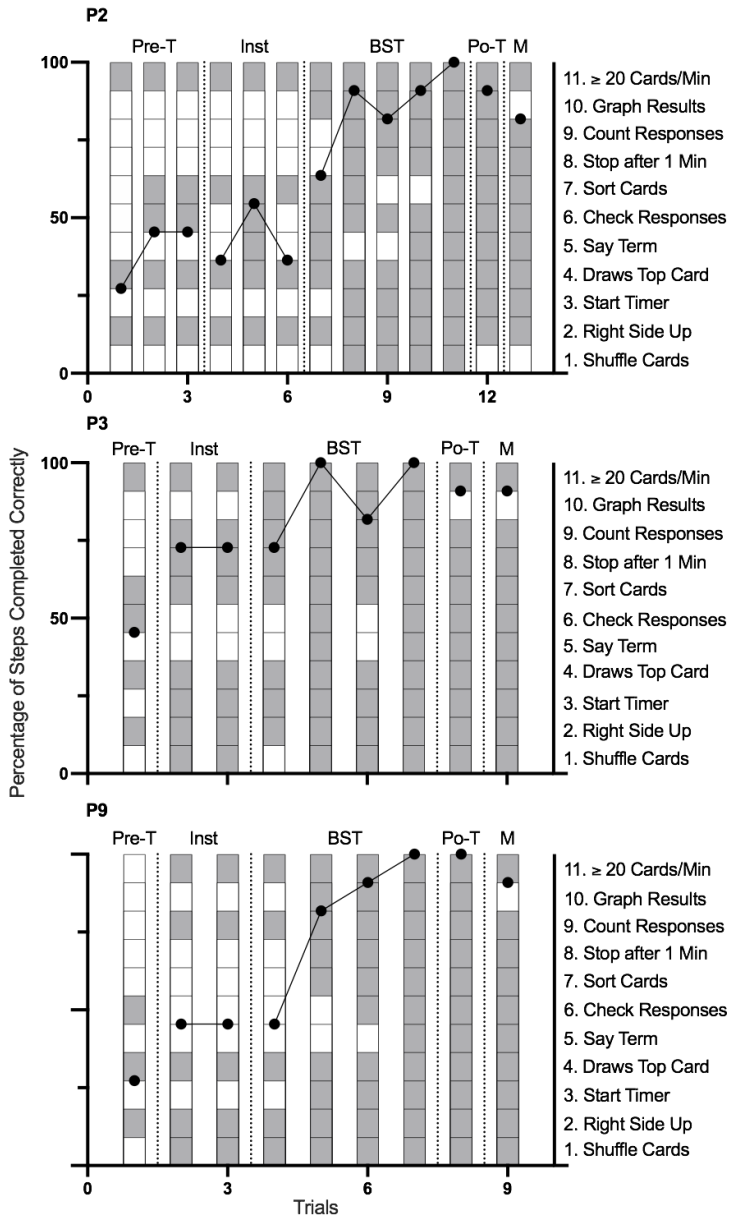 P2
Pre-T Inst BST Po-T M
100
50
0
11. ≥ 20 Cards/Min
10. Graph Results
9. Count Responses
8. Stop after 1 Min
7. Sort Cards
6. Check Responses
5. Say Term
4. Draws Top Card
3. Start Timer
2. Right Side Up
1. Shuffle Cards
0 3 6 9 12
P3
Pre-T Inst BST Po-T M
100
50
0
11. ≥ 20 Cards/Min
10. Graph Results
9. Count Responses
8. Stop after 1 Min
7. Sort Cards
6. Check Responses
5. Say Term
4. Draws Top Card
3. Start Timer
2. Right Side Up
1. Shuffle Cards
Percentage of Steps Completed Correctly
P9
Pre-T Inst BST Po-T M
11. ≥ 20 Cards/Min
10. Graph Results
9. Count Responses
8. Stop after 1 Min
7. Sort Cards
6. Check Responses
5. Say Term
4. Draws Top Card
3. Start Timer
2. Right Side Up
1. Shuffle Cards
0 3 6 9
Trials